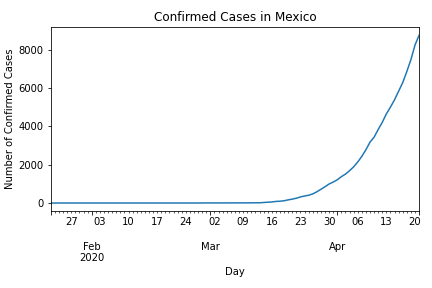 Confirmed Cases in Mexico
Number of Confirmed Cases
8000
6000
4000
2000
0
27 03 10 17 24 02 09 16 23 30 06 13 20
Feb Mar Apr
2020
Day